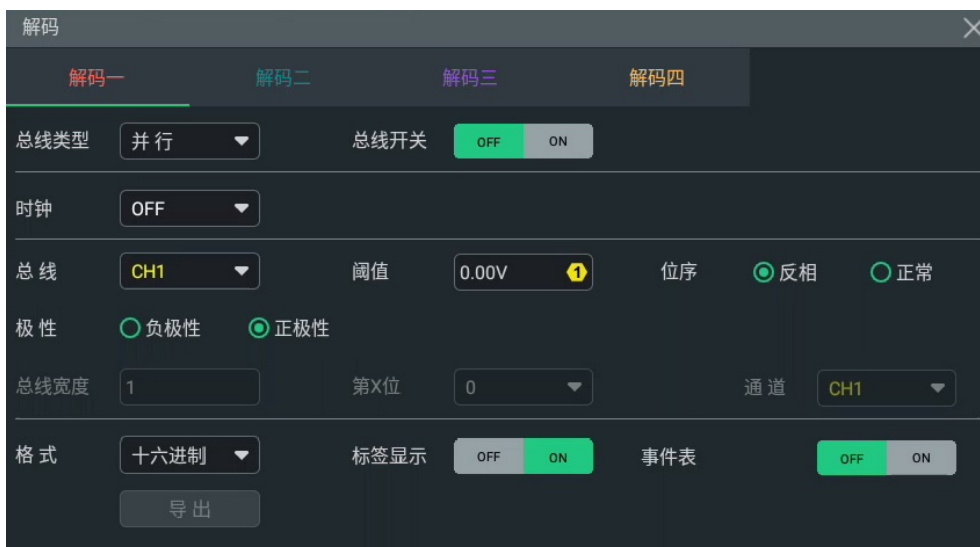 解码
解码一 解码二 解码三 解码四
总线类型 并行 总线开关 OFF ON
时钟 OFF
总线 CH1 阈值 0.00V 1 位序 反相 正常
极性 负极性 正极性
总线宽度 1 第X位 0 通道 CH1
格式 十六进制 标签显示 OFF ON 事件表 OFF ON
导出